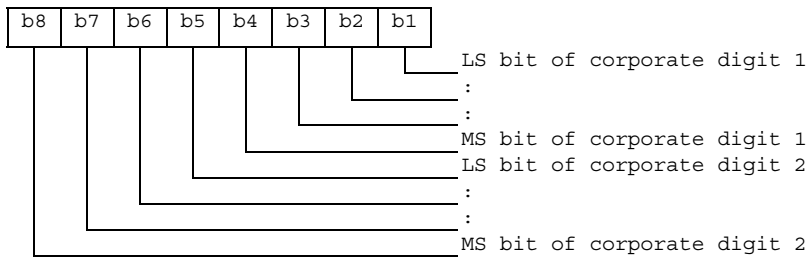 b8 b7 b6 b5 b4 b3 b2 b1
LS bit of corporate digit 1
:
:
MS bit of corporate digit 1
LS bit of corporate digit 2
:
:
MS bit of corporate digit 2